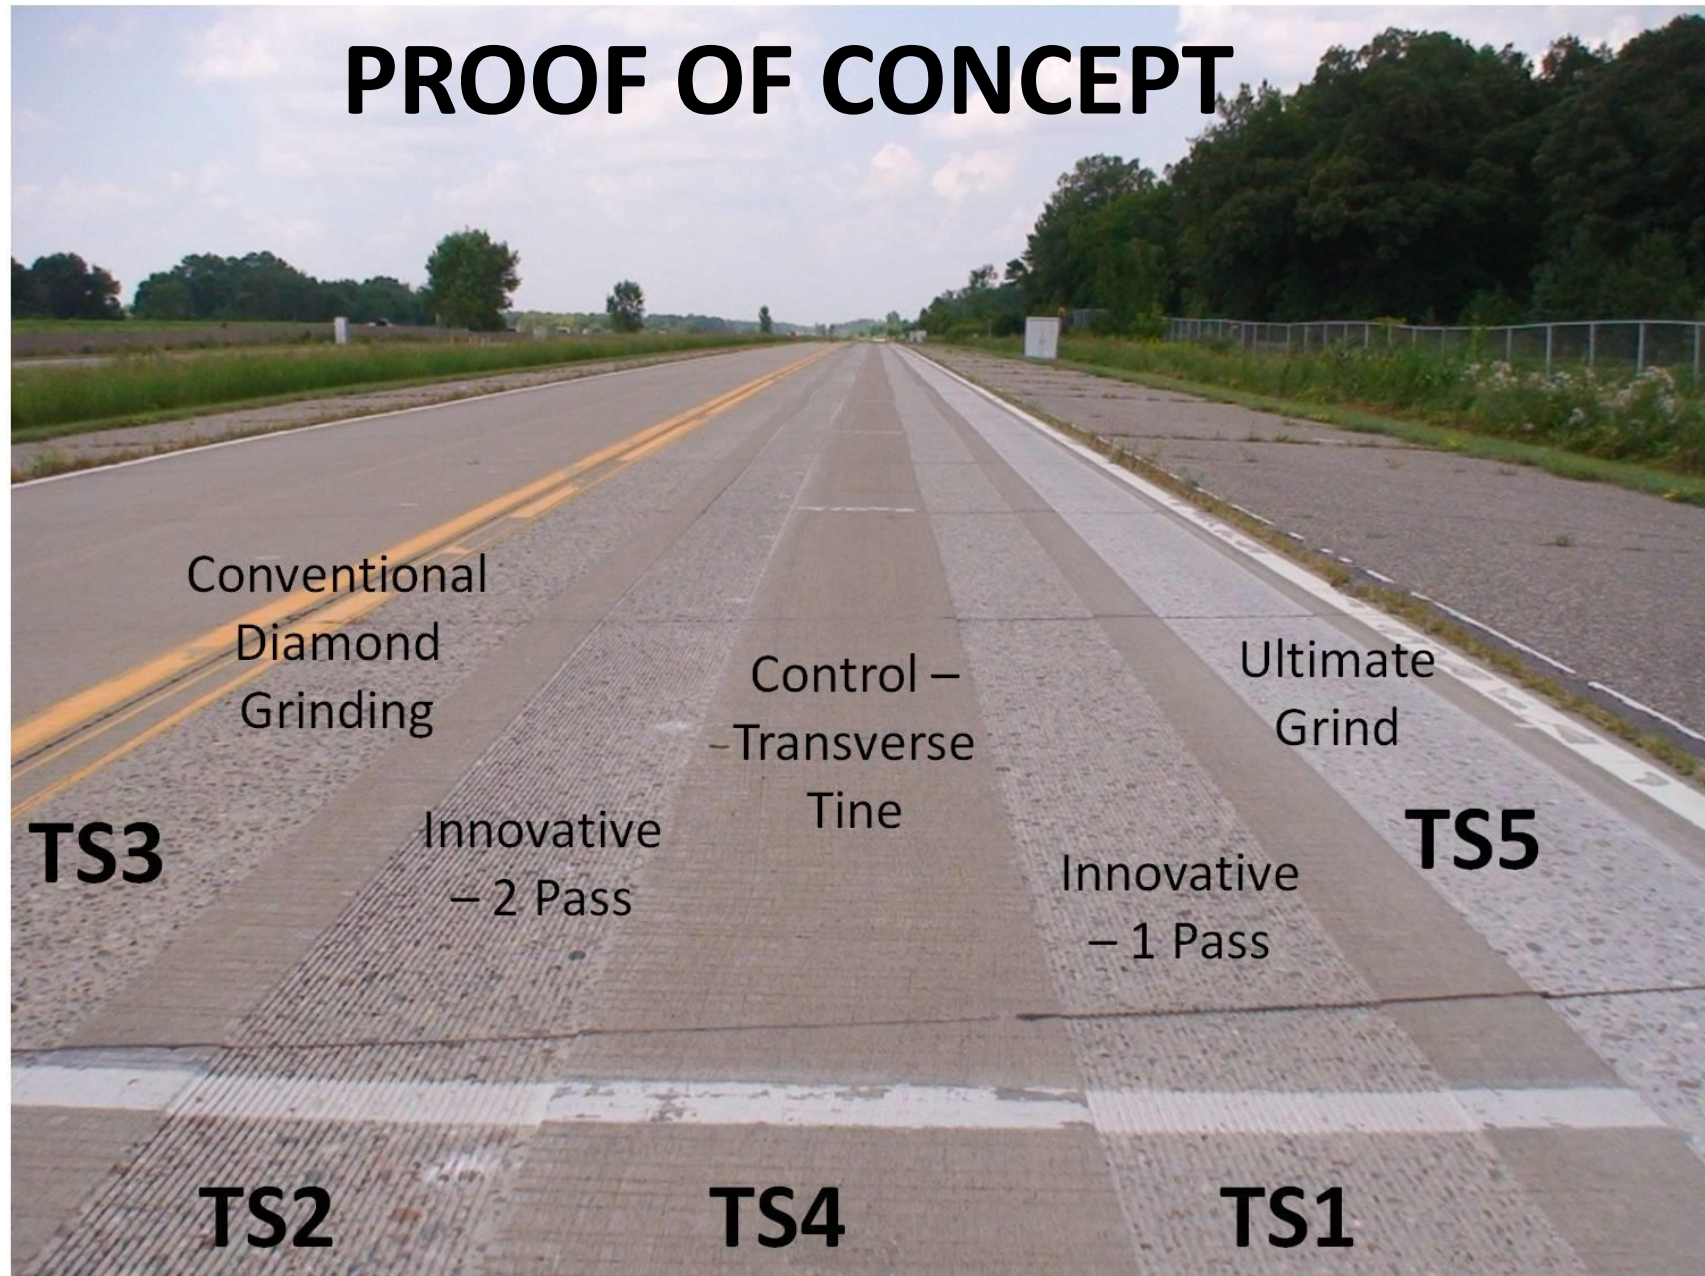 PROOF OF CONCEPT
Conventional
Diamond
Grinding
TS3
Innovative
– 2 Pass
TS2
Control –
–Transverse
Tine
TS4
Innovative
– 1 Pass
TS1
Ultimate
Grind
TS5